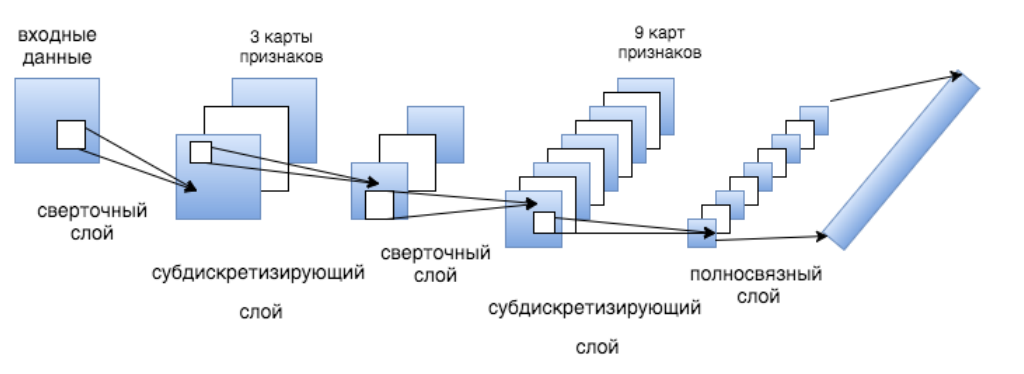 входные
данные
3 карты
признаков
9 карт
признаков
сверточный
слой
субдискретизирующий
слой
сверточный
слой
субдискретизирующий
слой
полносвязный
слой